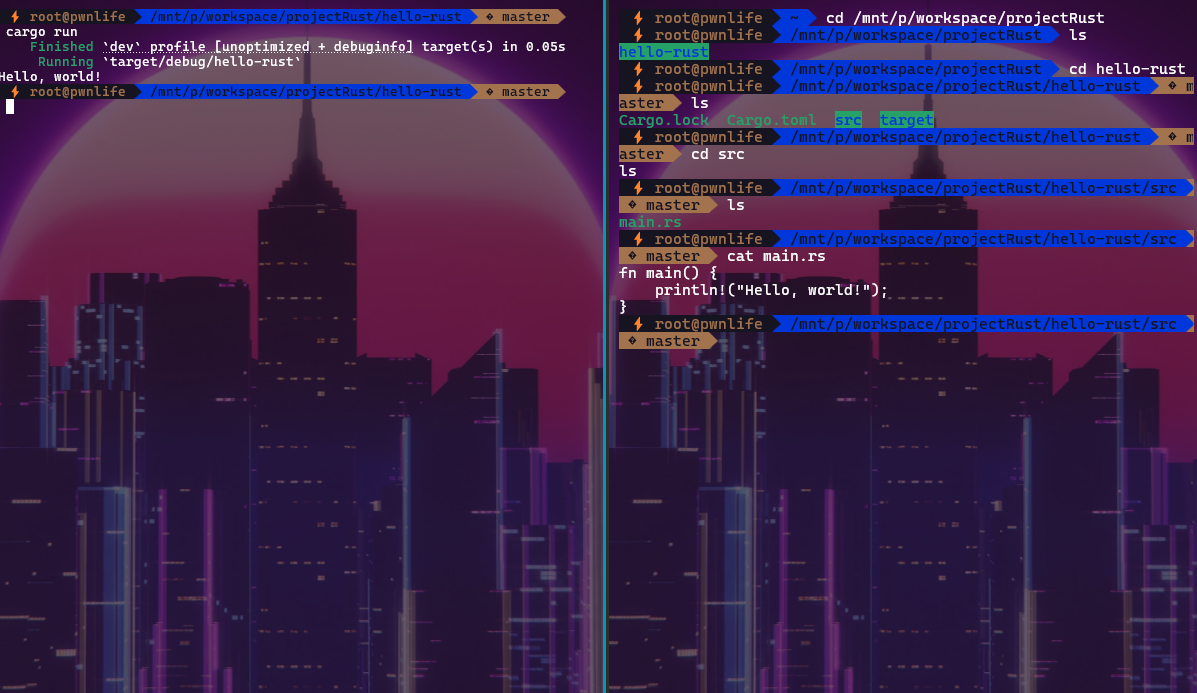 root@pwnlife /mnt/p/workspace/projectRust/hello-rust � master
cargo run
Finished `dev` profile [unoptimized + debuginfo] target(s) in 0.05s
Running `target/debug/hello-rust`
Hello, world!
root@pwnlife /mnt/p/workspace/projectRust/hello-rust � master
root@pwnlife ~ cd /mnt/p/workspace/projectRust
root@pwnlife /mnt/p/workspace/projectRust ls
hello-rust
root@pwnlife /mnt/p/workspace/projectRust cd hello-rust
root@pwnlife /mnt/p/workspace/projectRust/hello-rust � m
aster ls
Cargo.lock Cargo.toml src target
root@pwnlife /mnt/p/workspace/projectRust/hello-rust � m
aster cd src
ls
root@pwnlife /mnt/p/workspace/projectRust/hello-rust/src
� master ls
main.rs
root@pwnlife /mnt/p/workspace/projectRust/hello-rust/src
� master cat main.rs
fn main() {
    println!("Hello, world!");
}
root@pwnlife /mnt/p/workspace/projectRust/hello-rust/src
� master